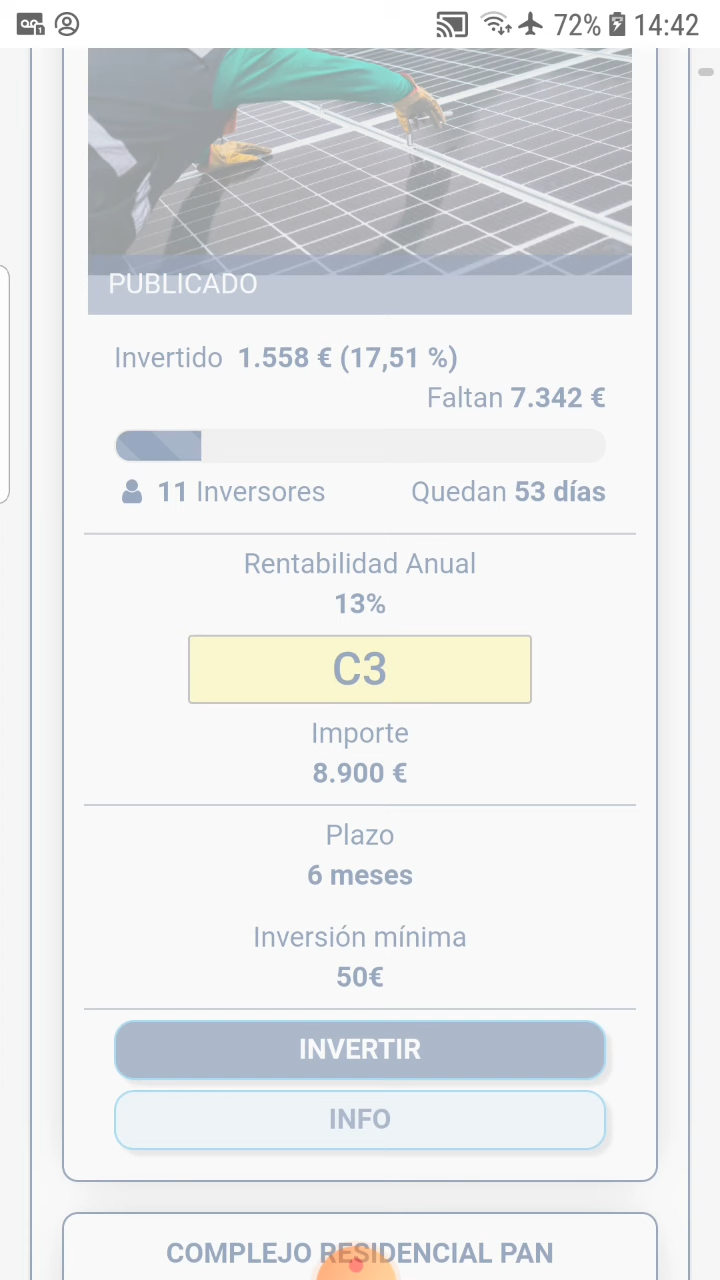 72% 14:42
PUBLICADO
Invertido 1.558 € (17,51 %)
Faltan 7.342 €
11 Inversores Quedan 53 días
Rentabilidad Anual
13%
C3
Importe
8.900 €
Plazo
6 meses
Inversión mínima
50€
INVERTIR
INFO
COMPLEJO RESIDENCIAL PAN